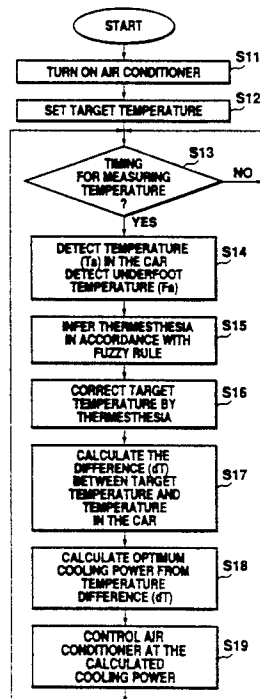 START
S11
TURN ON AIR CONDITIONER
S12
SET TARGET TEMPERATURE
S13
TIMING
FOR MEASURING
TEMPERATURE
?
NO
YES
S14
DETECT TEMPERATURE
(Ta) IN THE CAR
DETECT UNDERFOOT
TEMPERATURE (Fa)
S15
INFER THERMESTHESIA
IN ACCORDANCE WITH
FUZZY RULE
S16
CORRECT TARGET
TEMPERATURE BY
THERMESTHESIA
S17
CALCULATE THE
DIFFERENCE (dT)
BETWEEN TARGET
TEMPERATURE AND
TEMPERATURE
IN THE CAR
S18
CALCULATE OPTIMUM
COOLING POWER FROM
TEMPERATURE
DIFFERENCE (dT)
S19
CONTROL AIR
CONDITIONER AT THE
CALCULATED
COOLING POWER